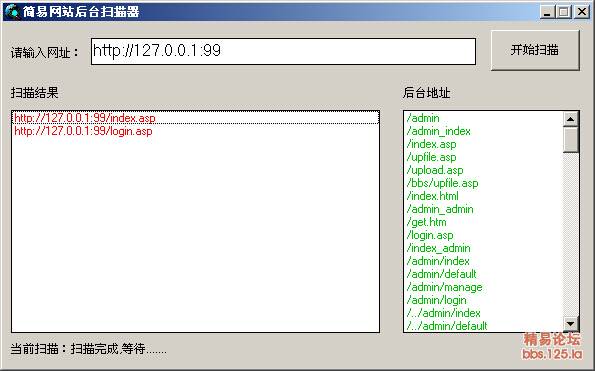 简易网站后台扫描器
请输入网址：
http://127.0.0.1:99
开始扫描
扫描结果
http://127.0.0.1:99/index.asp
http://127.0.0.1:99/login.asp
后台地址
/admin
/admin_index
/index.asp
/upfile.asp
/upload.asp
/bbs/upfile.asp
/index.html
/admin_admin
/get.htm
/login.asp
/index_admin
/admin/index
/admin/default
/admin/manage
/admin/login
/../admin/index
/../admin/default
当前扫描：扫描完成,等待.......
精易论坛
bbs.125.la